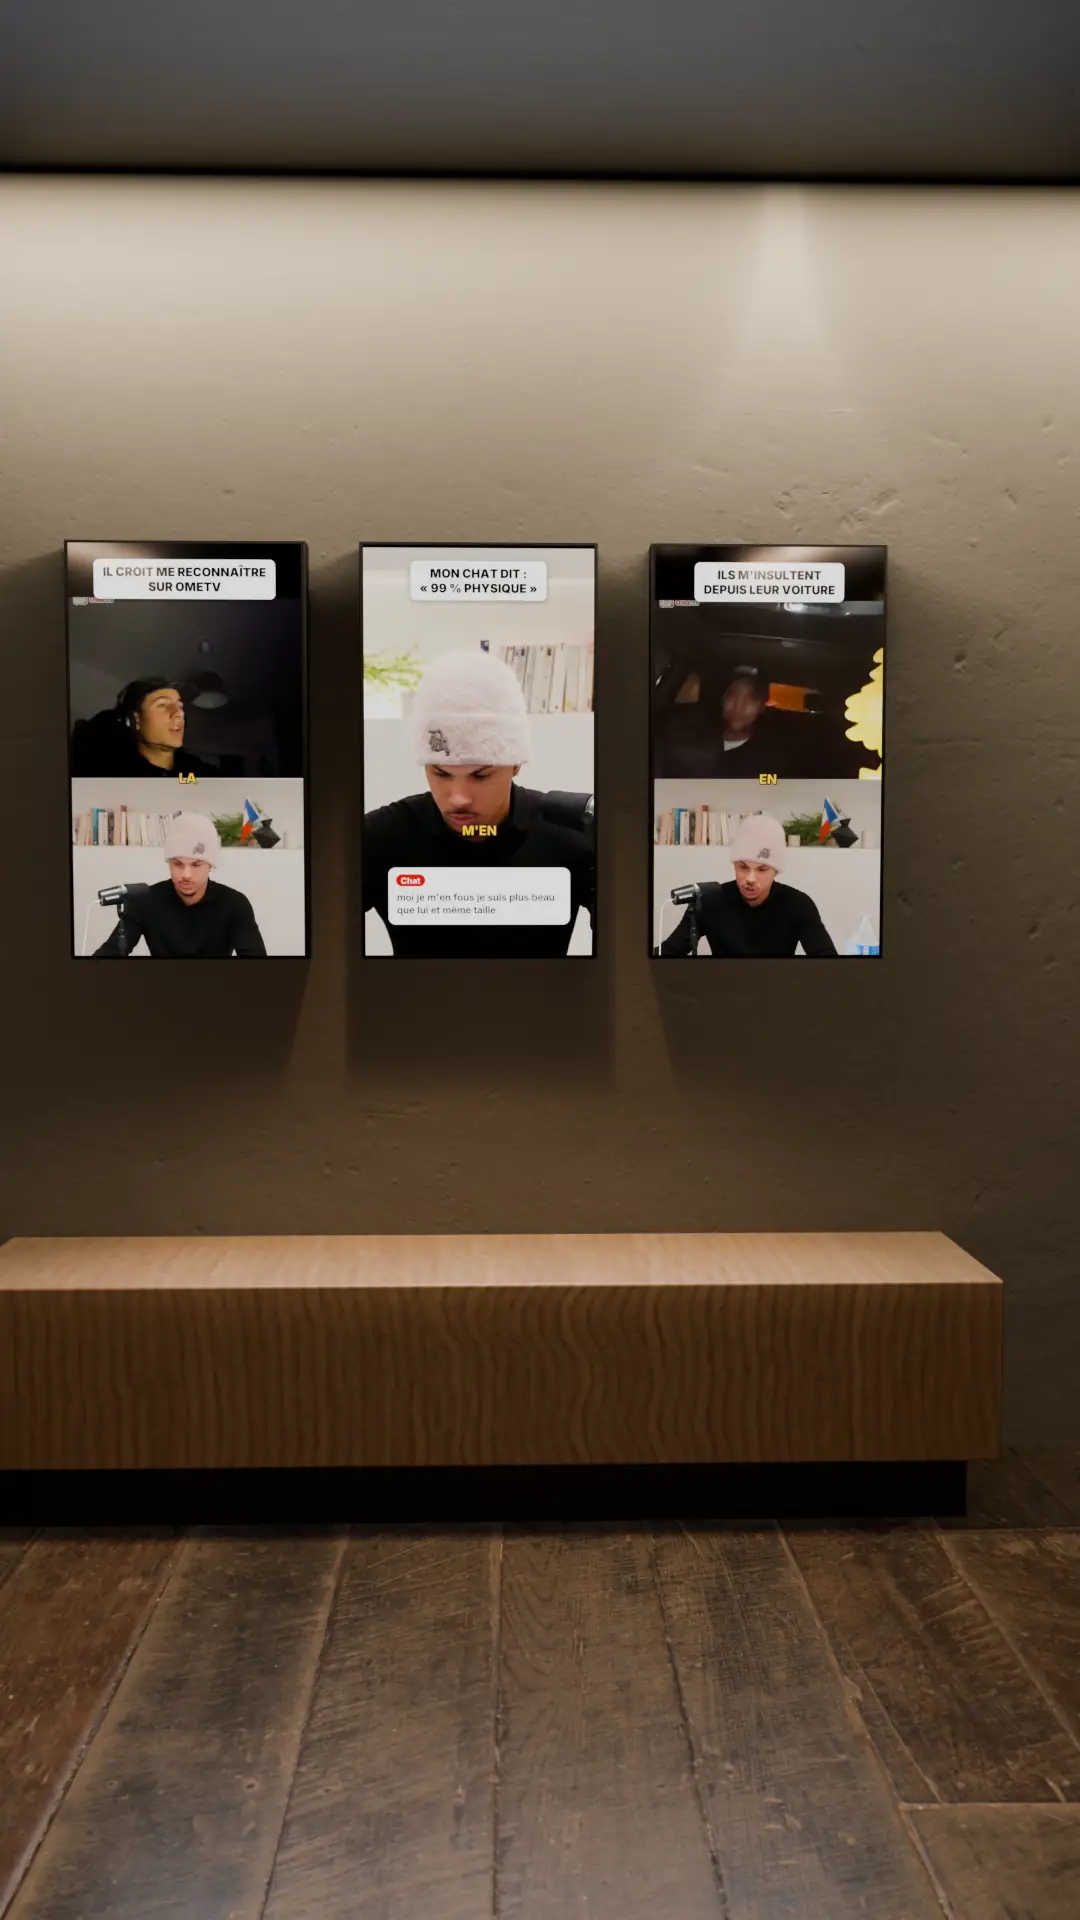 IL CROIT ME RECONNAÎTRE
SUR OMETV
LA
MON CHAT DIT :
« 99 % PHYSIQUE »
M'EN
Chat
moi je m'en fous je suis plus beau
que lui et même taille
ILS M'INSULTENT
DEPUIS LEUR VOITURE
EN